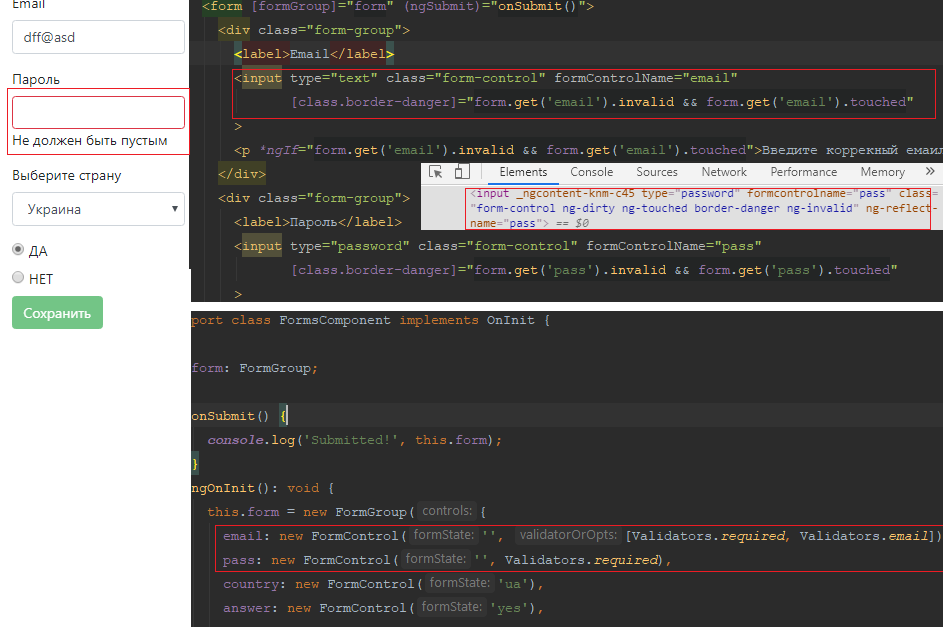 Email
dff@asd
Пароль
Не должен быть пустым
Выберите страну
Украина
ДА
НЕТ
Сохранить
<form [formGroup]="form" (ngSubmit)="onSubmit()">
<div class="form-group">
<label>Email</label>
<input type="text" class="form-control" formControlName="email"
[class.border-danger]="form.get('email').invalid && form.get('email').touched"
>
<p *ngIf="form.get('email').invalid && form.get('email').touched">Введите коррекный емаил
</div>
<div class="form-group">
<label>Пароль</label>
<input type="password" class="form-control" formControlName="pass"
[class.border-danger]="form.get('pass').invalid && form.get('pass').touched"
>
Elements Console Sources Network Performance Memory »
<input _ngcontent-knm-c45 type="password" formcontrolname="pass" class=
"form-control ng-dirty ng-touched border-danger ng-invalid" ng-reflect-
name="pass"> == $0
port class FormsComponent implements OnInit {
form: FormGroup;
onSubmit() {
console.log('Submitted!', this.form);
}
ngOnInit(): void {
this.form = new FormGroup( controls: {
email: new FormControl( formState: '', validatorOrOpts: [Validators.required, Validators.email])
pass: new FormControl( formState: '', Validators.required),
country: new FormControl( formState: 'ua'),
answer: new FormControl( formState: 'yes'),